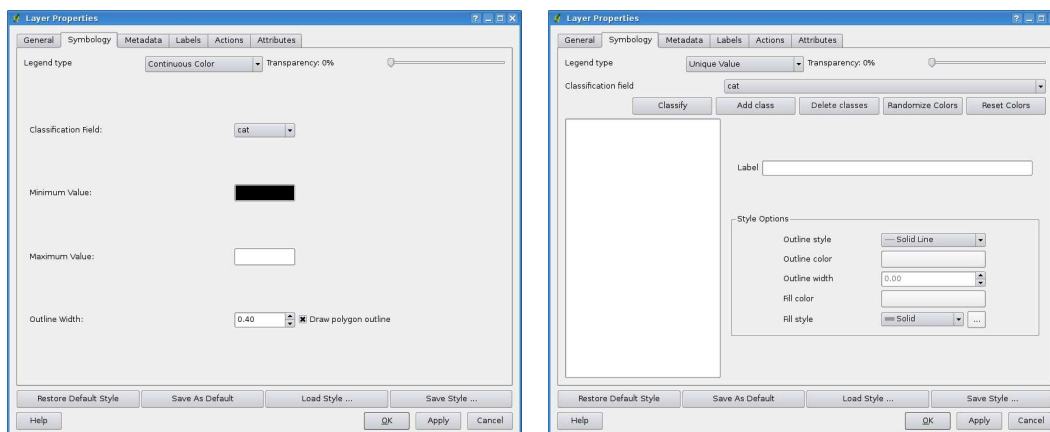 Layer Properties
General Symbology Metadata Labels Actions Attributes
Legend type Continuous Color Transparency: 0%
Classification Field: cat
Minimum Value:
Maximum Value:
Outline Width: 0.40 Draw polygon outline
Restore Default Style Save As Default Load Style ... Save Style ...
Help OK Apply Cancel
Layer Properties
General Symbology Metadata Labels Actions Attributes
Legend type Unique Value Transparency: 0%
Classification field cat
Classify Add class Delete classes Randomize Colors Reset Colors
Label
Style Options
Outline style Solid Line
Outline color
Outline width 0.00
Fill color
Fill style Solid ...
Restore Default Style Save As Default Load Style ... Save Style ...
Help OK Apply Cancel